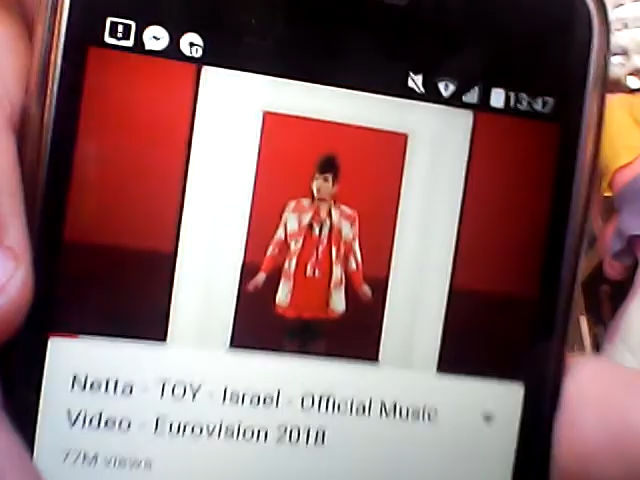 13:47
Netta - TOY - Israel - Official Music
Video - Eurovision 2018
77M views